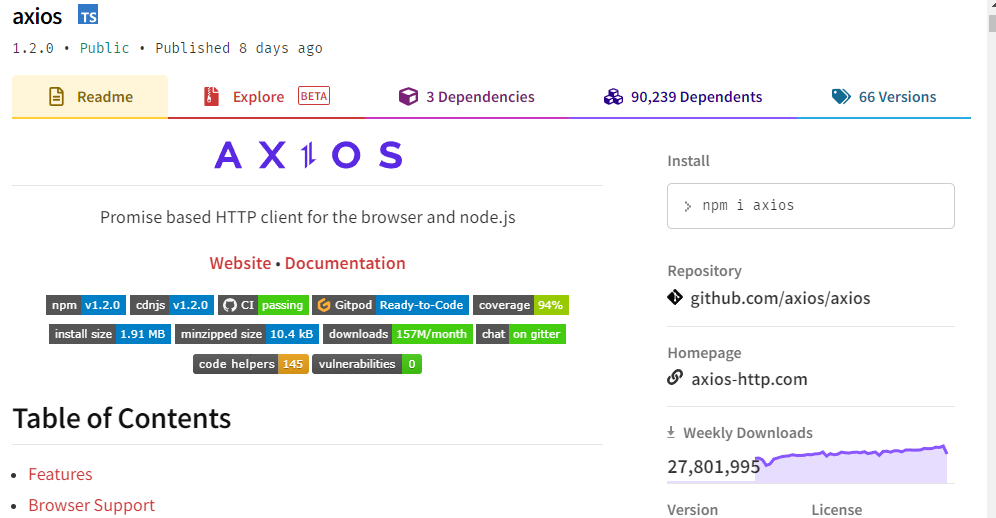 axios TS
1.2.0 • Public • Published 8 days ago
Readme Explore BETA 3 Dependencies 90,239 Dependents 66 Versions
AXIOS
Promise based HTTP client for the browser and node.js
Website • Documentation
npm v1.2.0 cdnjs v1.2.0 CI passing Gitpod Ready-to-Code coverage 94%
install size 1.91 MB minzipped size 10.4 kB downloads 157M/month chat on gitter
code helpers 145 vulnerabilities 0
Table of Contents
• Features
• Browser Support
Install
> npm i axios
Repository
github.com/axios/axios
Homepage
axios-http.com
Weekly Downloads
27,801,995
Version License